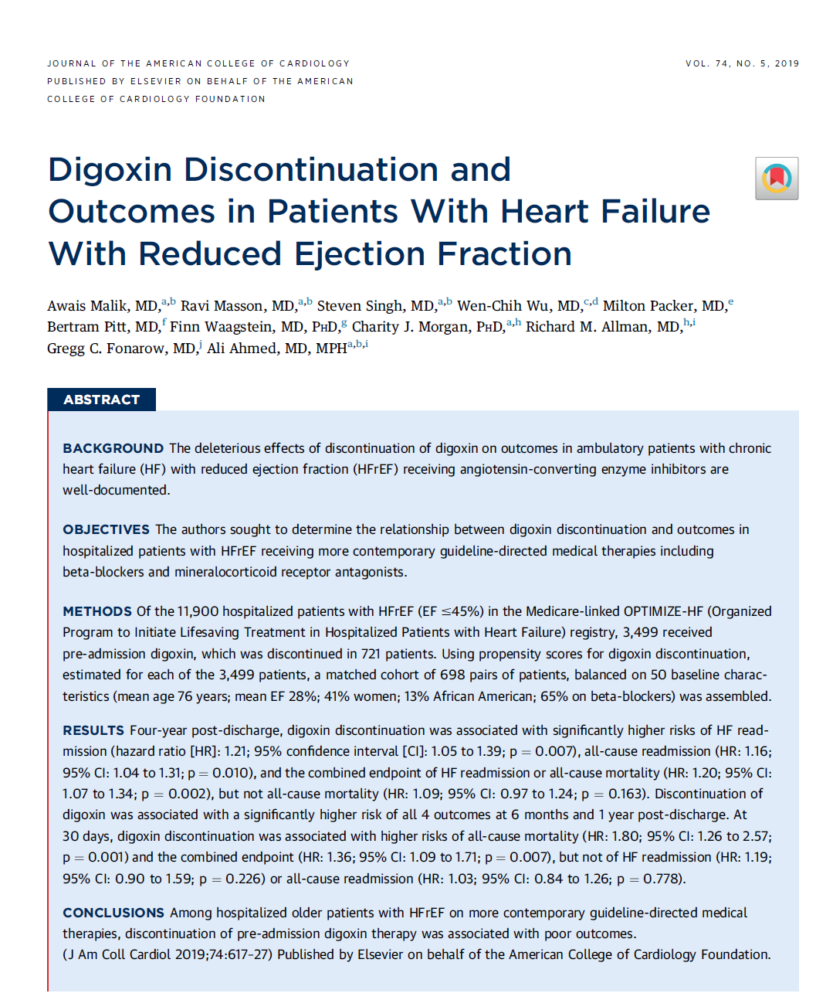 JOURNAL OF THE AMERICAN COLLEGE OF CARDIOLOGY
VOL. 74, NO. 5, 2019
PUBLISHED BY ELSEVIER ON BEHALF OF THE AMERICAN
COLLEGE OF CARDIOLOGY FOUNDATION
Digoxin Discontinuation and
Outcomes in Patients With Heart Failure
With Reduced Ejection Fraction
Awais Malik, MD,a,b Ravi Masson, MD,a,b Steven Singh, MD,a,b Wen-Chih Wu, MD,c,d Milton Packer, MD,e
Bertram Pitt, MD,f Finn Waagstein, MD, PHD,g Charity J. Morgan, PHD,a,h Richard M. Allman, MD,h,i
Gregg C. Fonarow, MD,j Ali Ahmed, MD, MPHa,b,i
ABSTRACT
BACKGROUND The deleterious effects of discontinuation of digoxin on outcomes in ambulatory patients with chronic
heart failure (HF) with reduced ejection fraction (HFrEF) receiving angiotensin-converting enzyme inhibitors are
well-documented.
OBJECTIVES The authors sought to determine the relationship between digoxin discontinuation and outcomes in
hospitalized patients with HFrEF receiving more contemporary guideline-directed medical therapies including
beta-blockers and mineralocorticoid receptor antagonists.
METHODS Of the 11,900 hospitalized patients with HFrEF (EF ≤45%) in the Medicare-linked OPTIMIZE-HF (Organized
Program to Initiate Lifesaving Treatment in Hospitalized Patients with Heart Failure) registry, 3,499 received
pre-admission digoxin, which was discontinued in 721 patients. Using propensity scores for digoxin discontinuation,
estimated for each of the 3,499 patients, a matched cohort of 698 pairs of patients, balanced on 50 baseline charac-
teristics (mean age 76 years; mean EF 28%; 41% women; 13% African American; 65% on beta-blockers) was assembled.
RESULTS Four-year post-discharge, digoxin discontinuation was associated with significantly higher risks of HF read-
mission (hazard ratio [HR]: 1.21; 95% confidence interval [CI]: 1.05 to 1.39; p = 0.007), all-cause readmission (HR: 1.16;
95% CI: 1.04 to 1.31; p = 0.010), and the combined endpoint of HF readmission or all-cause mortality (HR: 1.20; 95% CI:
1.07 to 1.34; p = 0.002), but not all-cause mortality (HR: 1.09; 95% CI: 0.97 to 1.24; p = 0.163). Discontinuation of
digoxin was associated with a significantly higher risk of all 4 outcomes at 6 months and 1 year post-discharge. At
30 days, digoxin discontinuation was associated with higher risks of all-cause mortality (HR: 1.80; 95% CI: 1.26 to 2.57;
p = 0.001) and the combined endpoint (HR: 1.36; 95% CI: 1.09 to 1.71; p = 0.007), but not of HF readmission (HR: 1.19;
95% CI: 0.90 to 1.59; p = 0.226) or all-cause readmission (HR: 1.03; 95% CI: 0.84 to 1.26; p = 0.778).
CONCLUSIONS Among hospitalized older patients with HFrEF on more contemporary guideline-directed medical
therapies, discontinuation of pre-admission digoxin therapy was associated with poor outcomes.
(J Am Coll Cardiol 2019;74:617–27) Published by Elsevier on behalf of the American College of Cardiology Foundation.